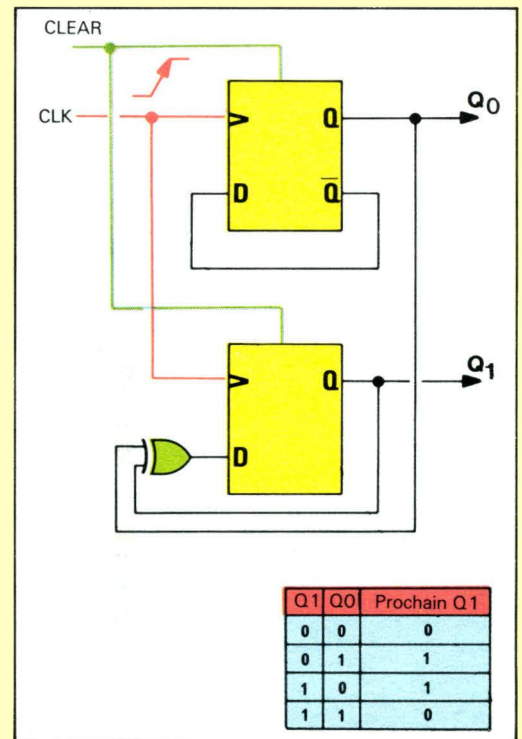 CLEAR
CLK
Q Q0
D Q̅
Q Q1
D
Q1 Q0 Prochain Q1
0 0 0
0 1 1
1 0 1
1 1 0